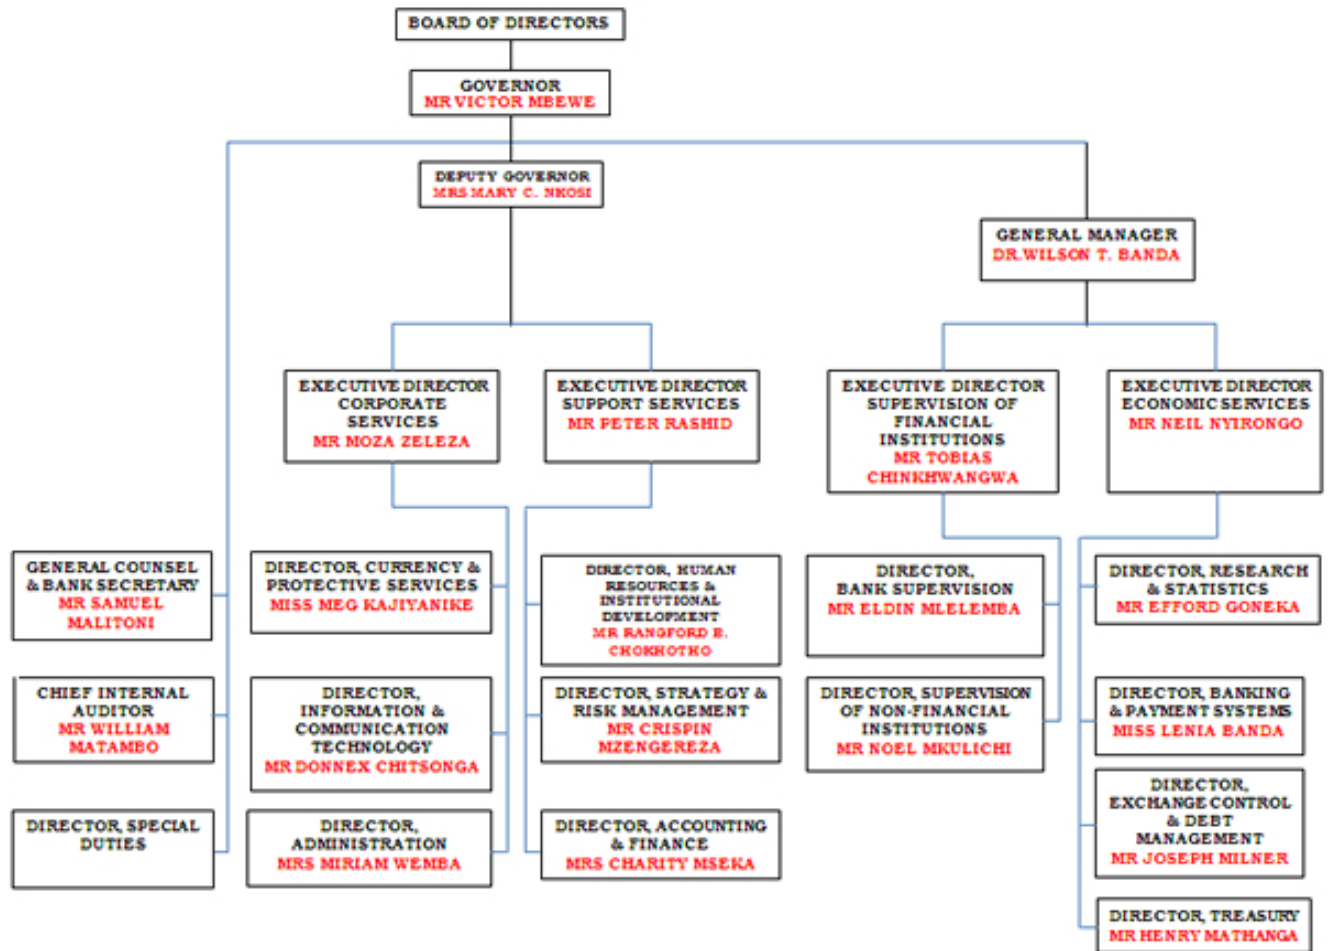 BOARD OF DIRECTORS
GOVERNOR
MR VICTOR MBEWE
DEPUTY GOVERNOR
MRS MARY C. NKOSI
GENERAL MANAGER
DR.WILSON T. BANDA
EXECUTIVE DIRECTOR
CORPORATE
SERVICES
MR MOZA ZELEZA
EXECUTIVE DIRECTOR
SUPPORT SERVICES
MR PETER RASHID
EXECUTIVE DIRECTOR
SUPERVISION OF
FINANCIAL
INSTITUTIONS
MR TOBIAS
CHINKHWANGWA
EXECUTIVE DIRECTOR
ECONOMIC SERVICES
MR NEIL NYIRONGO
GENERAL COUNSEL
& BANK SECRETARY
MR SAMUEL
MALITONI
DIRECTOR, CURRENCY &
PROTECTIVE SERVICES
MISS MEG KAJIYANIKE
DIRECTOR, HUMAN
RESOURCES &
INSTITUTIONAL
DEVELOPMENT
MR RANGFORD B.
CHOKHOTHO
DIRECTOR,
BANK SUPERVISION
MR ELDIN MLELEMBA
DIRECTOR, RESEARCH
& STATISTICS
MR EFFORD GONEKA
CHIEF INTERNAL
AUDITOR
MR WILLIAM
MATAMBO
DIRECTOR,
INFORMATION &
COMMUNICATION
TECHNOLOGY
MR DONNEX CHITSONGA
DIRECTOR, STRATEGY &
RISK MANAGEMENT
MR CRISPIN
MZENGEREZA
DIRECTOR, SUPERVISION
OF NON-FINANCIAL
INSTITUTIONS
MR NOEL MKULICHI
DIRECTOR, BANKING
& PAYMENT SYSTEMS
MISS LENIA BANDA
DIRECTOR, SPECIAL
DUTIES
DIRECTOR,
ADMINISTRATION
MRS MIRIAM WEMBA
DIRECTOR, ACCOUNTING
& FINANCE
MRS CHARITY MSEKA
DIRECTOR,
EXCHANGE CONTROL
& DEBT
MANAGEMENT
MR JOSEPH MILNER
DIRECTOR, TREASURY
MR HENRY MATHANGA